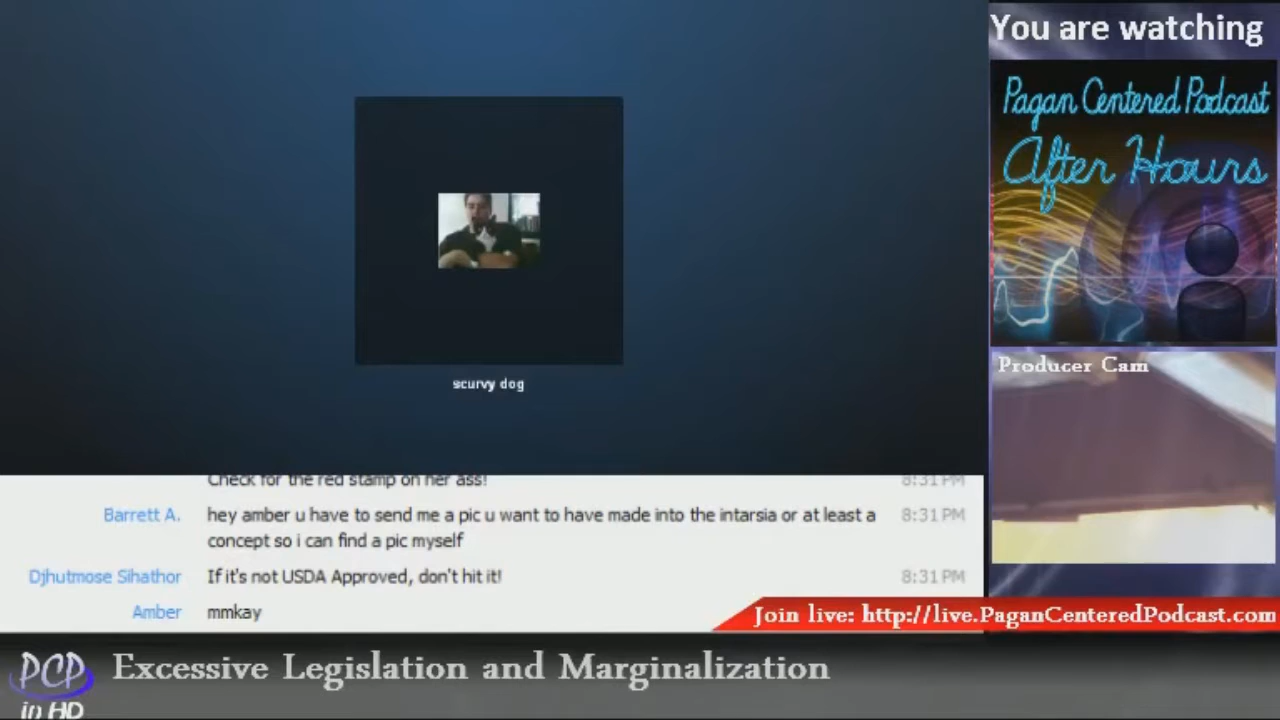 You are watching
Pagan Centered Podcast
After Hours
Producer Cam
scurvy dog
Check for the red stamp on her ass!
8:31 PM
Barrett A.
hey amber u have to send me a pic u want to have made into the intarsia or at least a
8:31 PM
concept so i can find a pic myself
Djhutmose Sihathor
If it's not USDA Approved, don't hit it!
8:31 PM
Amber
mmkay
Join live: http://live.PaganCenteredPodcast.com
PCP
in HD
Excessive Legislation and Marginalization